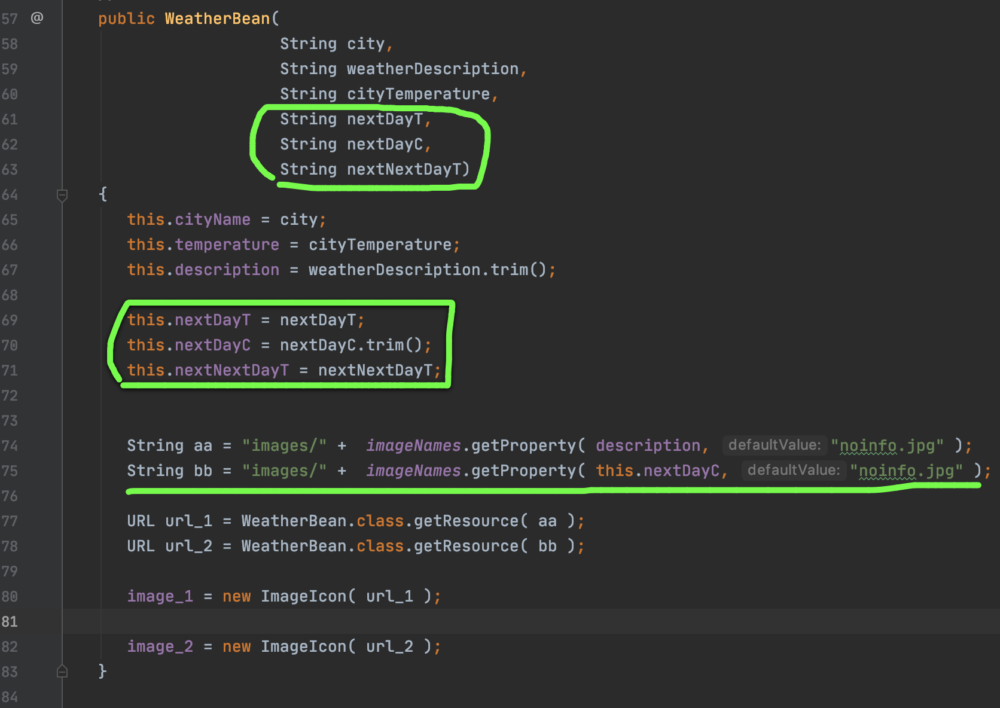 57 @ public WeatherBean(
58 String city,
59 String weatherDescription,
60 String cityTemperature,
61 String nextDayT,
62 String nextDayC,
63 String nextNextDayT)
64 {
65 this.cityName = city;
66 this.temperature = cityTemperature;
67 this.description = weatherDescription.trim();
68
69 this.nextDayT = nextDayT;
70 this.nextDayC = nextDayC.trim();
71 this.nextNextDayT = nextNextDayT;
72
73
74 String aa = "images/" +  imageNames.getProperty( description, defaultValue: "noinfo.jpg" );
75 String bb = "images/" +  imageNames.getProperty( this.nextDayC, defaultValue: "noinfo.jpg" );
76
77 URL url_1 = WeatherBean.class.getResource( aa );
78 URL url_2 = WeatherBean.class.getResource( bb );
79
80 image_1 = new ImageIcon( url_1 );
81
82 image_2 = new ImageIcon( url_2 );
83 }
84